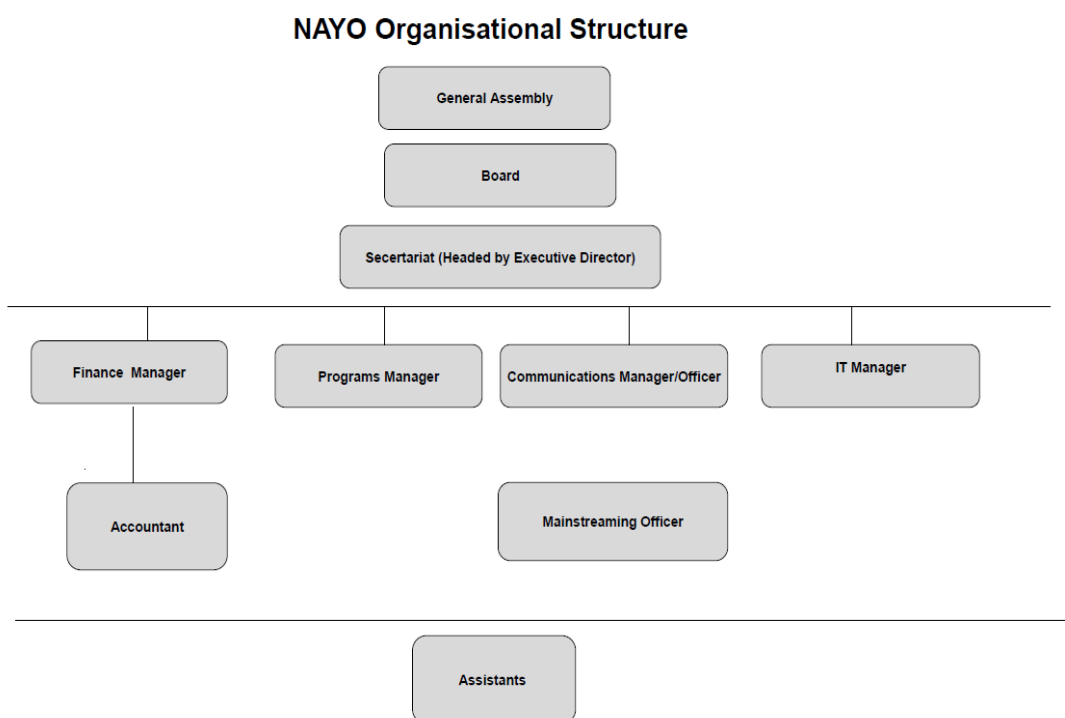 NAYO Organisational Structure
General Assembly
Board
Secertariat (Headed by Executive Director)
Finance Manager
Programs Manager
Communications Manager/Officer
IT Manager
Accountant
Mainstreaming Officer
Assistants